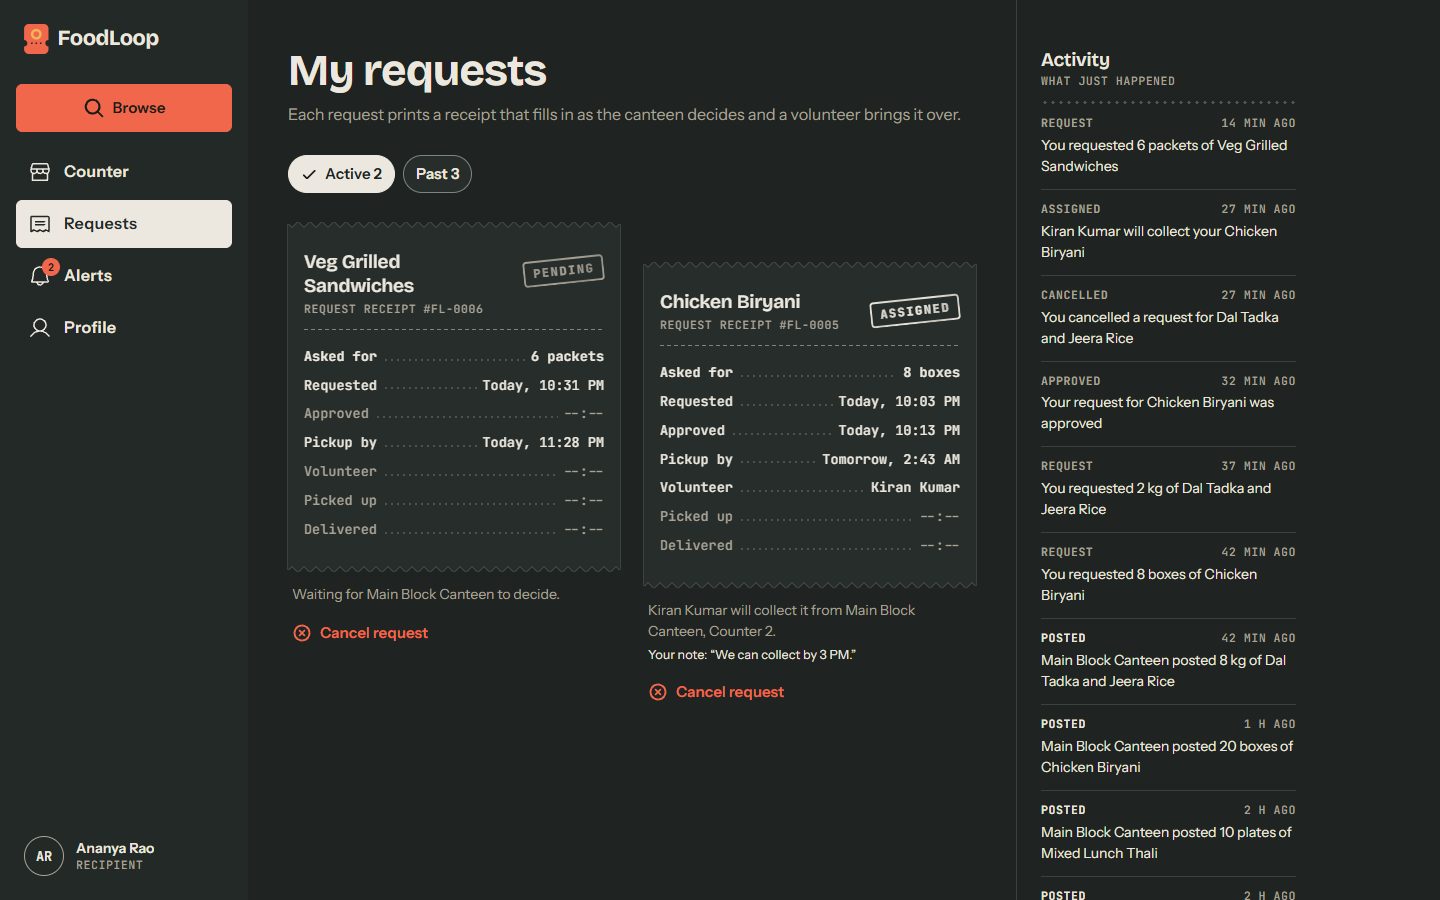 FoodLoop
Browse
Counter
Requests
2
Alerts
Profile
AR
Ananya Rao
RECIPIENT
My requests
Each request prints a receipt that fills in as the canteen decides and a volunteer brings it over.
Active 2
Past 3
Veg Grilled
Sandwiches
PENDING
REQUEST RECEIPT #FL-0006
Asked for 6 packets
Requested Today, 10:31 PM
Approved --:--
Pickup by Today, 11:28 PM
Volunteer --:--
Picked up --:--
Delivered --:--
Waiting for Main Block Canteen to decide.
Cancel request
Chicken Biryani
ASSIGNED
REQUEST RECEIPT #FL-0005
Asked for 8 boxes
Requested Today, 10:03 PM
Approved Today, 10:13 PM
Pickup by Tomorrow, 2:43 AM
Volunteer Kiran Kumar
Picked up --:--
Delivered --:--
Kiran Kumar will collect it from Main Block
Canteen, Counter 2.
Your note: “We can collect by 3 PM.”
Cancel request
Activity
WHAT JUST HAPPENED
REQUEST 14 MIN AGO
You requested 6 packets of Veg Grilled
Sandwiches
ASSIGNED 27 MIN AGO
Kiran Kumar will collect your Chicken
Biryani
CANCELLED 27 MIN AGO
You cancelled a request for Dal Tadka
and Jeera Rice
APPROVED 32 MIN AGO
Your request for Chicken Biryani was
approved
REQUEST 37 MIN AGO
You requested 2 kg of Dal Tadka and
Jeera Rice
REQUEST 42 MIN AGO
You requested 8 boxes of Chicken
Biryani
POSTED 42 MIN AGO
Main Block Canteen posted 8 kg of Dal
Tadka and Jeera Rice
POSTED 1 H AGO
Main Block Canteen posted 20 boxes of
Chicken Biryani
POSTED 2 H AGO
Main Block Canteen posted 10 plates of
Mixed Lunch Thali
POSTED 2 H AGO